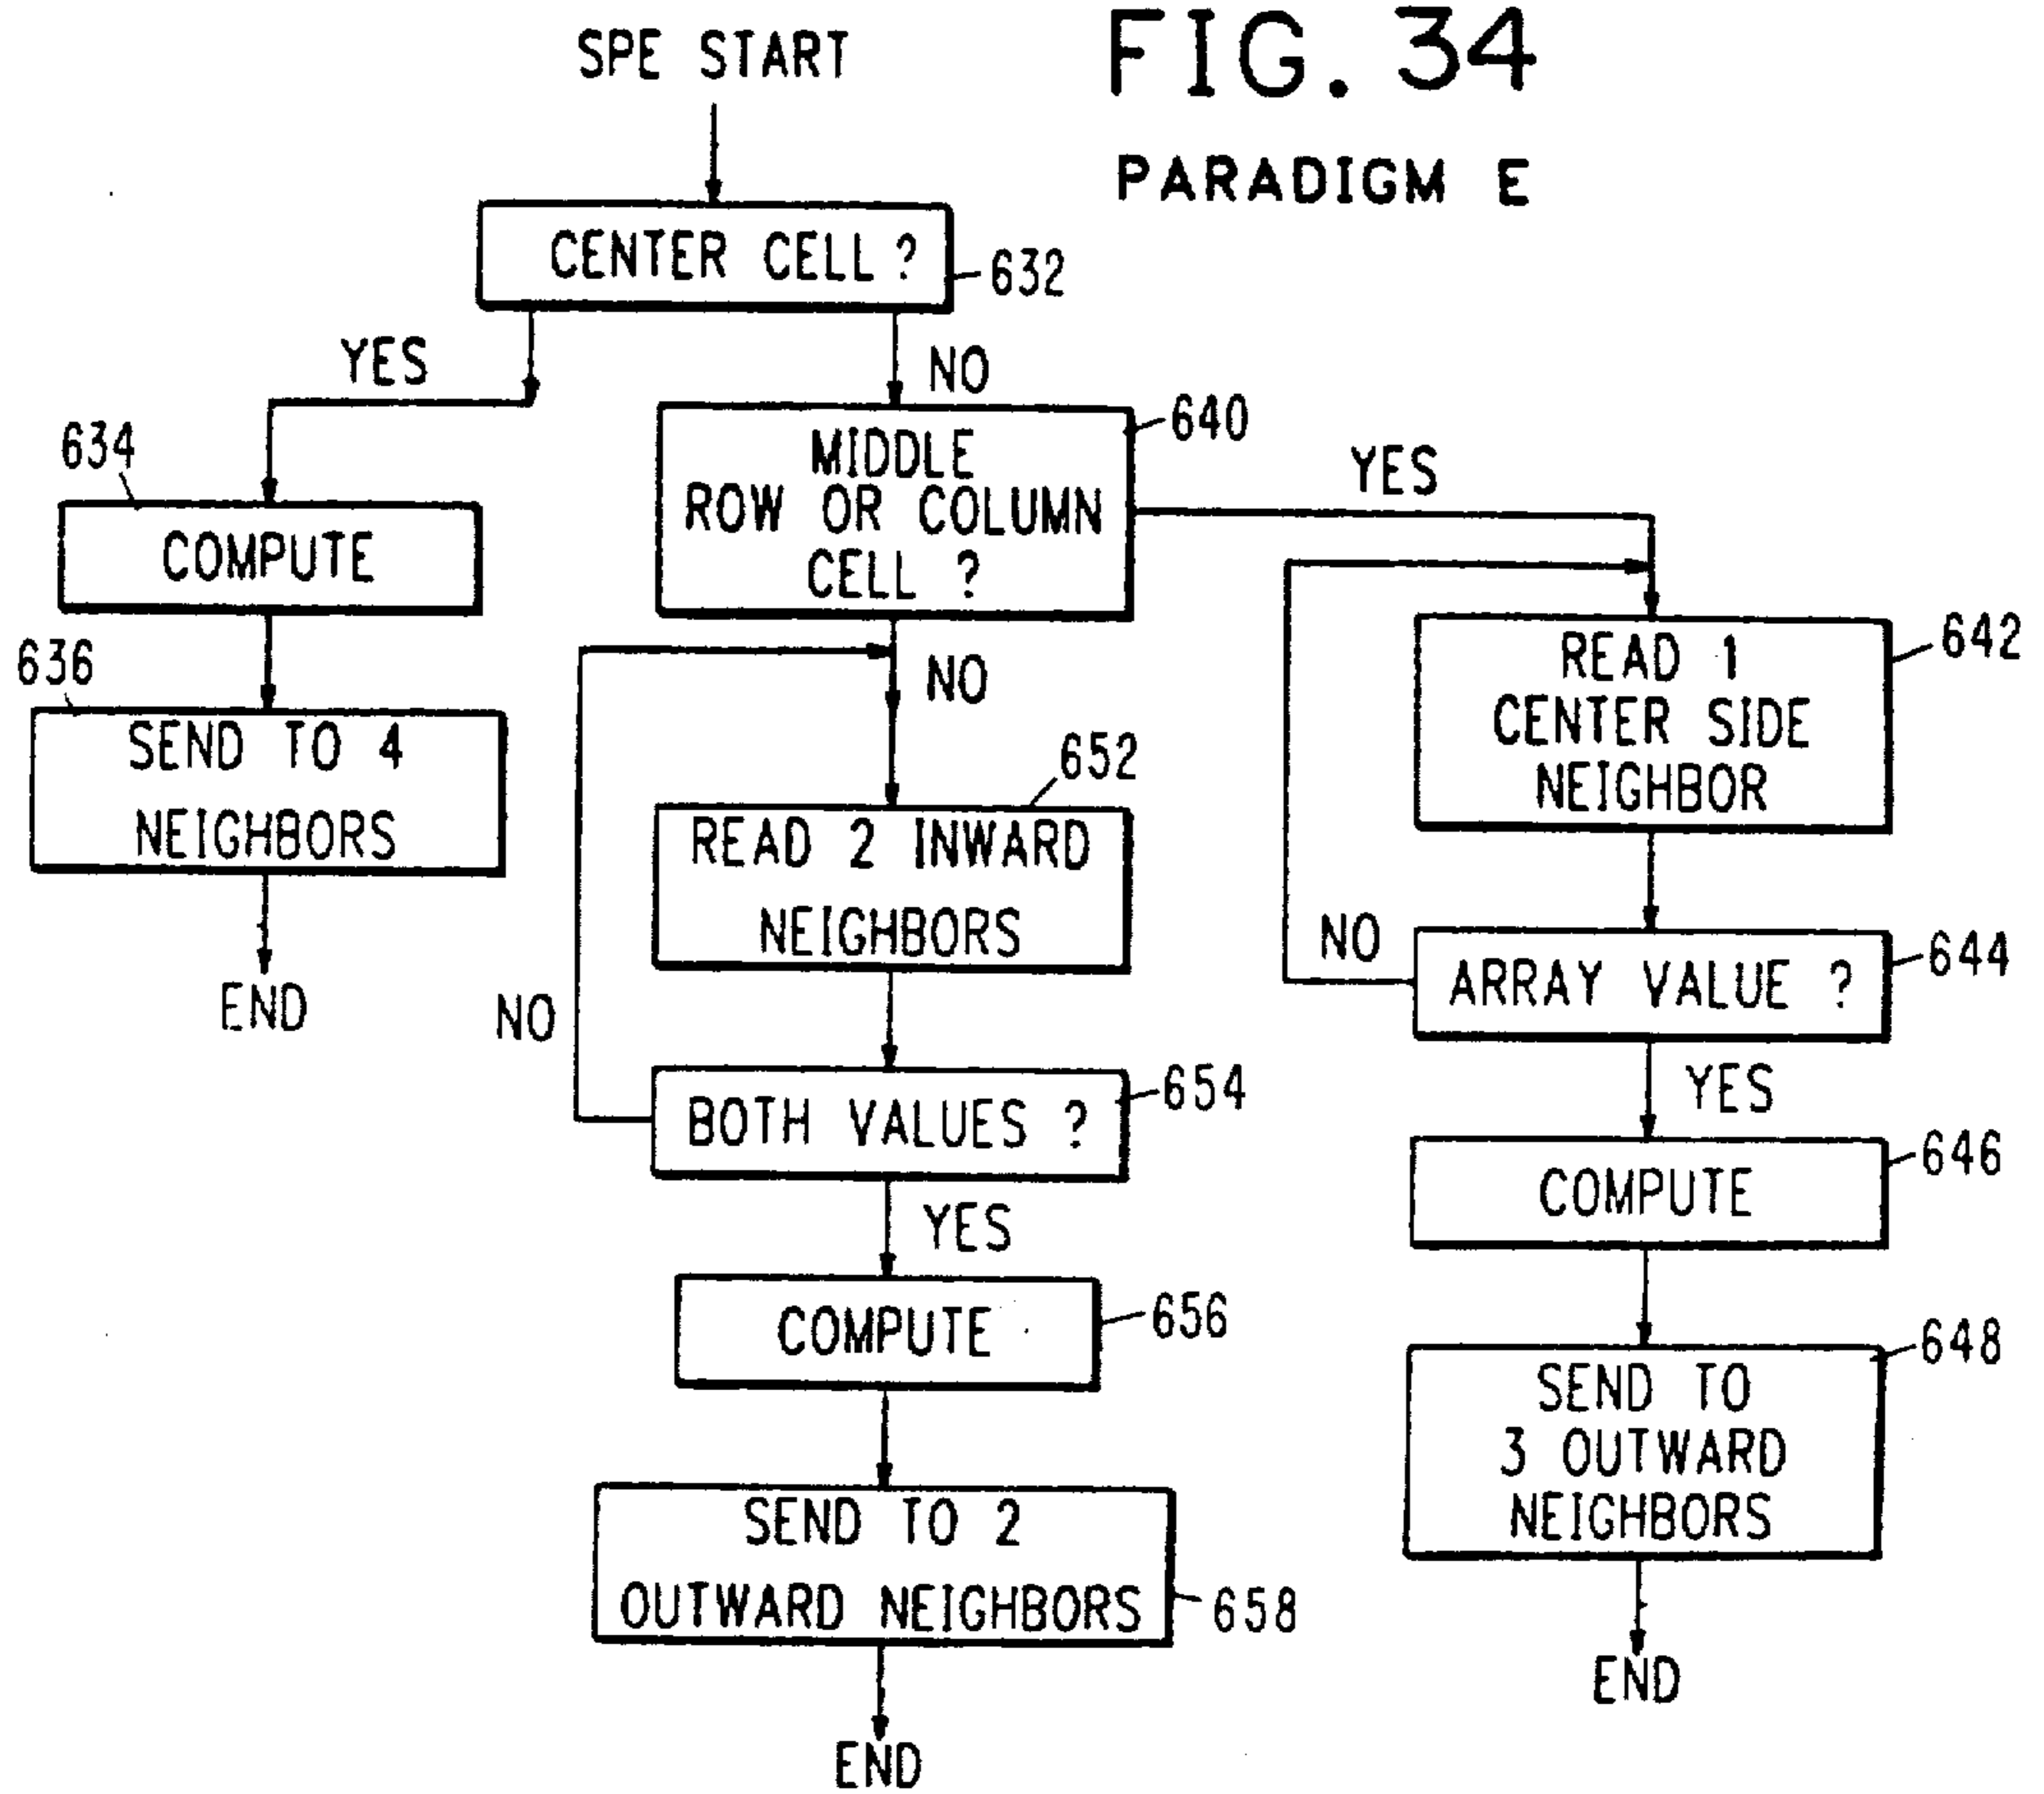 FIG. 34
PARADIGM E
SPE START
CENTER CELL ?
632
YES
NO
634
COMPUTE
636
SEND TO 4
NEIGHBORS
END
640
MIDDLE
ROW OR COLUMN
CELL ?
YES
NO
652
READ 2 INWARD
NEIGHBORS
NO
654
BOTH VALUES ?
YES
COMPUTE
656
SEND TO 2
OUTWARD NEIGHBORS
658
END
642
READ 1
CENTER SIDE
NEIGHBOR
NO
644
ARRAY VALUE ?
YES
646
COMPUTE
648
SEND TO
3 OUTWARD
NEIGHBORS
END